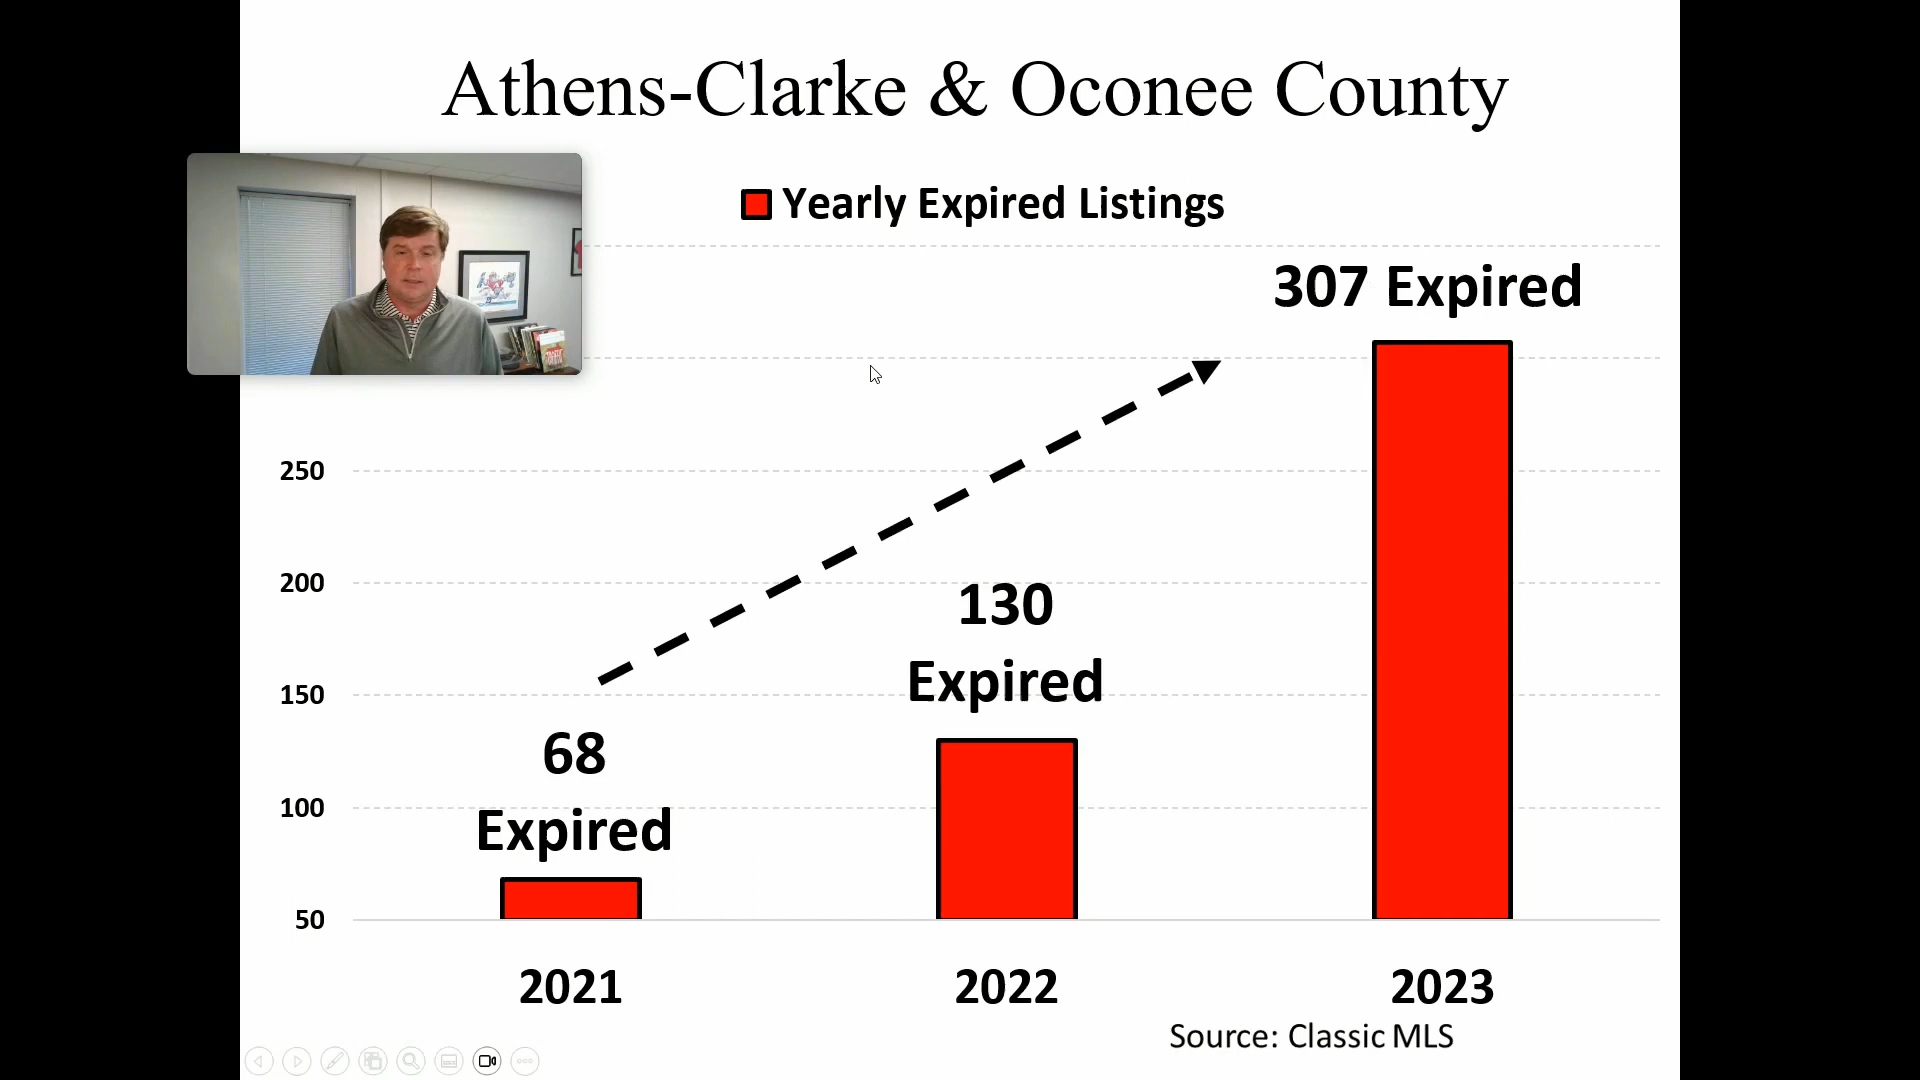 Athens-Clarke & Oconee County
Yearly Expired Listings
307 Expired
250
200
130
Expired
150
68
Expired
100
50
2021 2022 2023
Source: Classic MLS